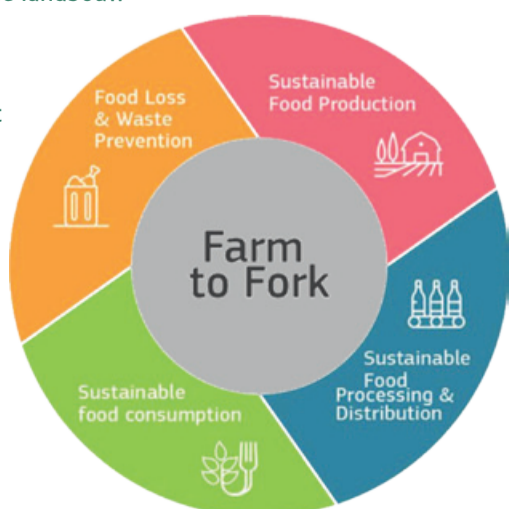 Food Loss
& Waste
Prevention
Sustainable
Food Production
Farm
to Fork
Sustainable
Food
Processing &
Distribution
Sustainable
food consumption